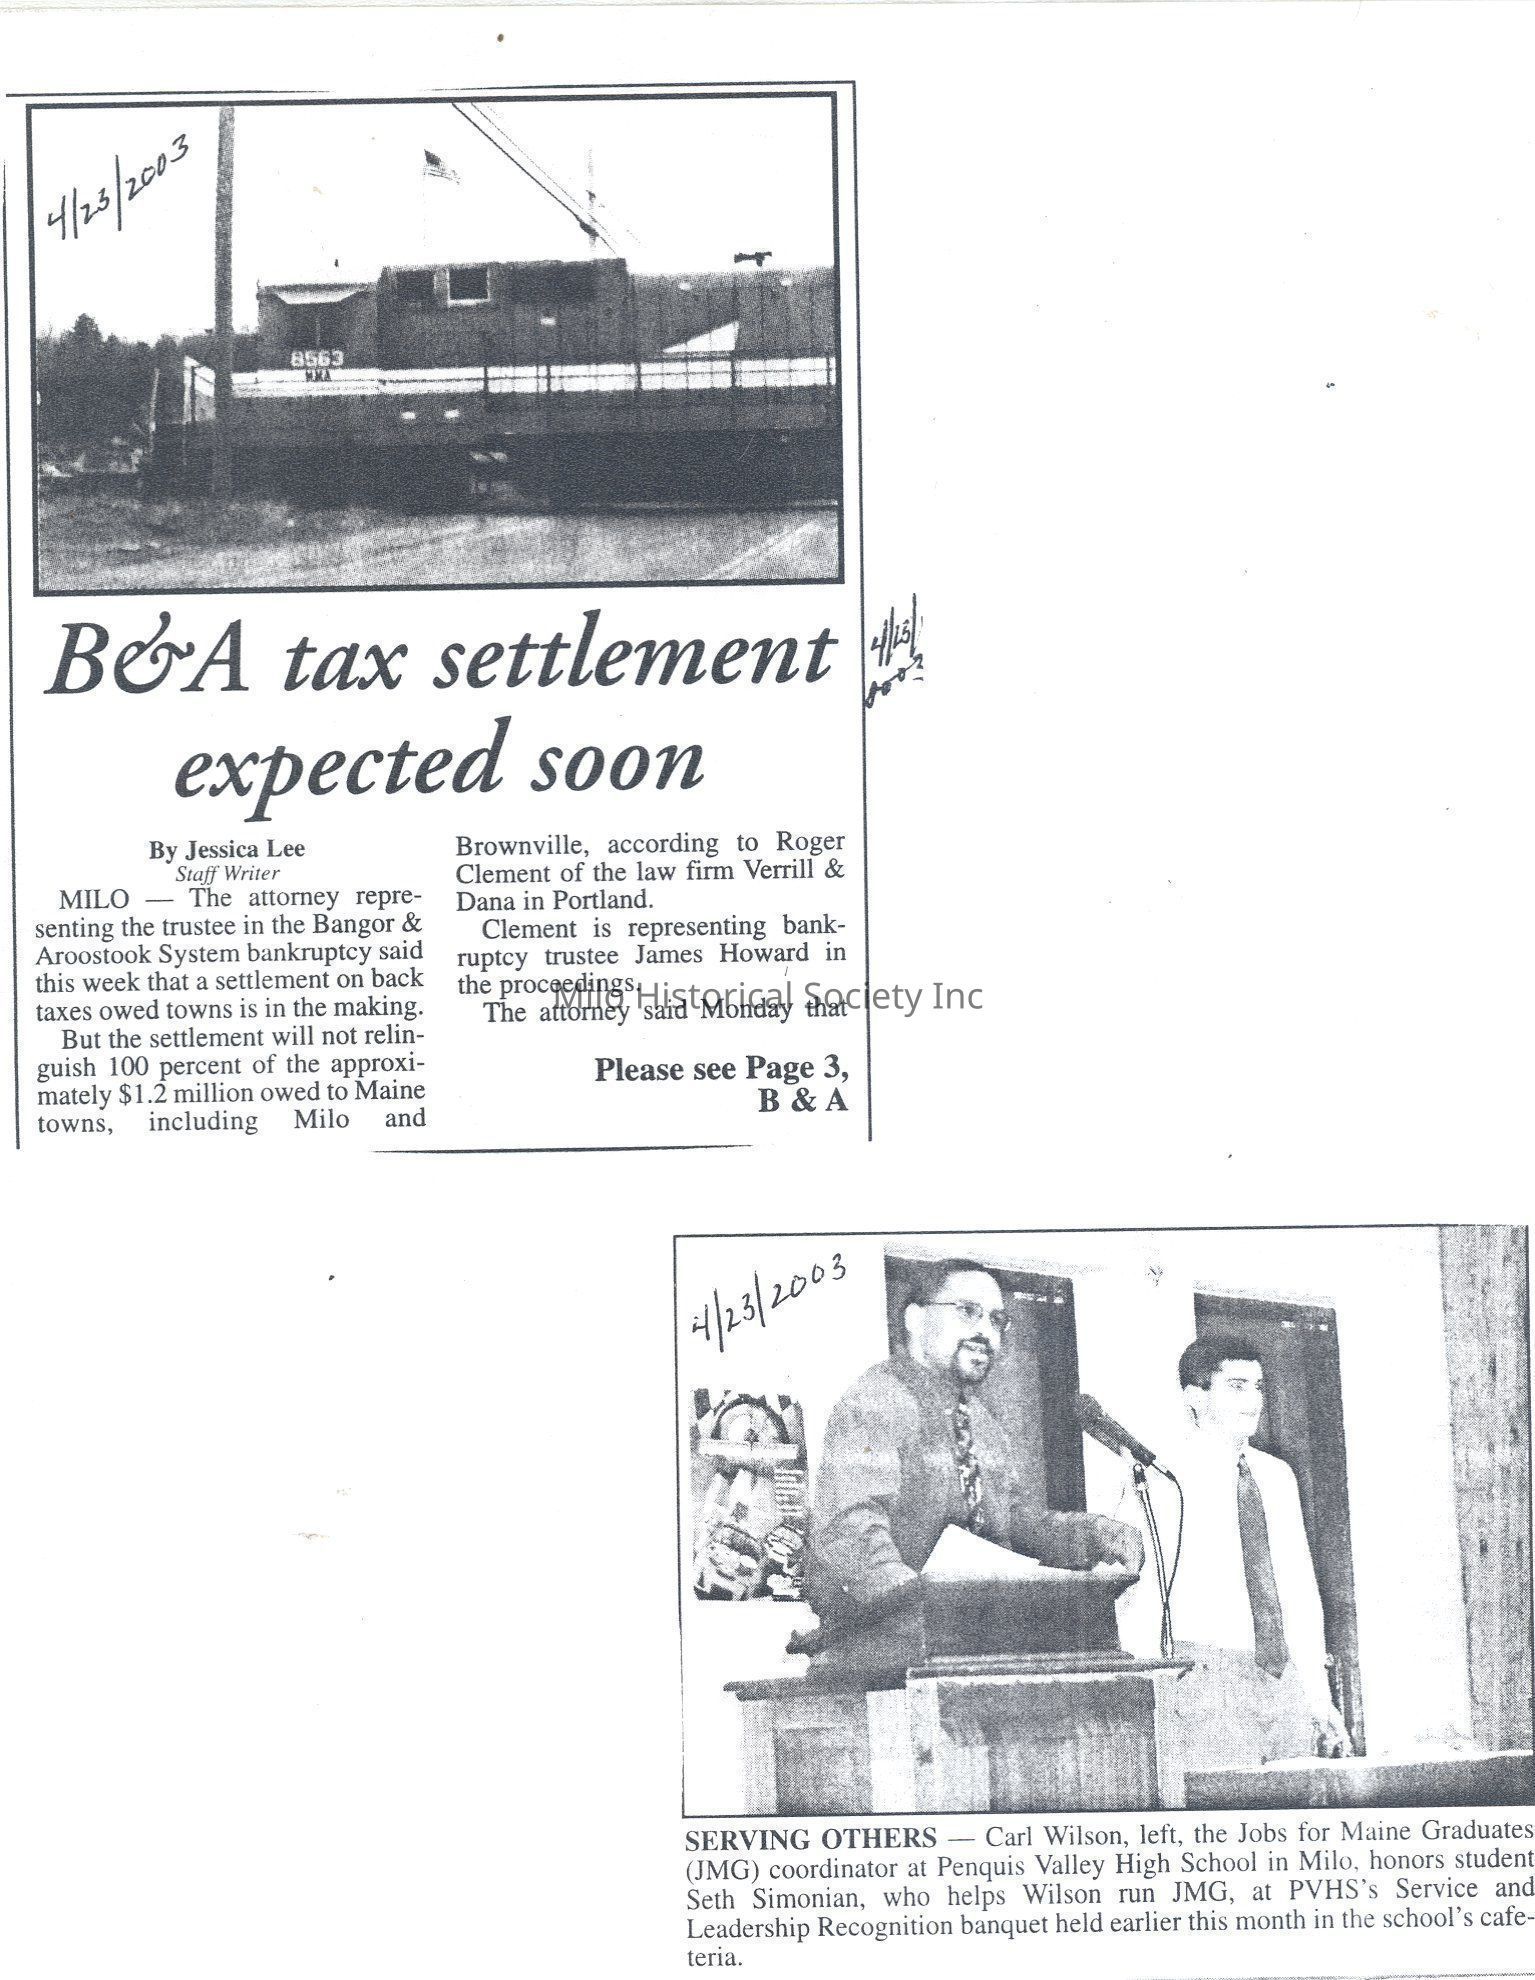 4/23/2003
8563
MMA
B&A tax settlement
expected soon
By Jessica Lee
Staff Writer
MILO — The attorney repre-
senting the trustee in the Bangor &
Aroostook System bankruptcy said
this week that a settlement on back
taxes owed towns is in the making.
But the settlement will not relin-
guish 100 percent of the approxi-
mately $1.2 million owed to Maine
towns, including Milo and
Brownville, according to Roger
Clement of the law firm Verrill &
Dana in Portland.
Clement is representing bank-
ruptcy trustee James Howard in
the proceedings.
The attorney said Monday that
Please see Page 3,
B & A
Milo Historical Society Inc
4/23/2003
SERVING OTHERS — Carl Wilson, left, the Jobs for Maine Graduates
(JMG) coordinator at Penquis Valley High School in Milo, honors student
Seth Simonian, who helps Wilson run JMG, at PVHS's Service and
Leadership Recognition banquet held earlier this month in the school's cafe-
teria.